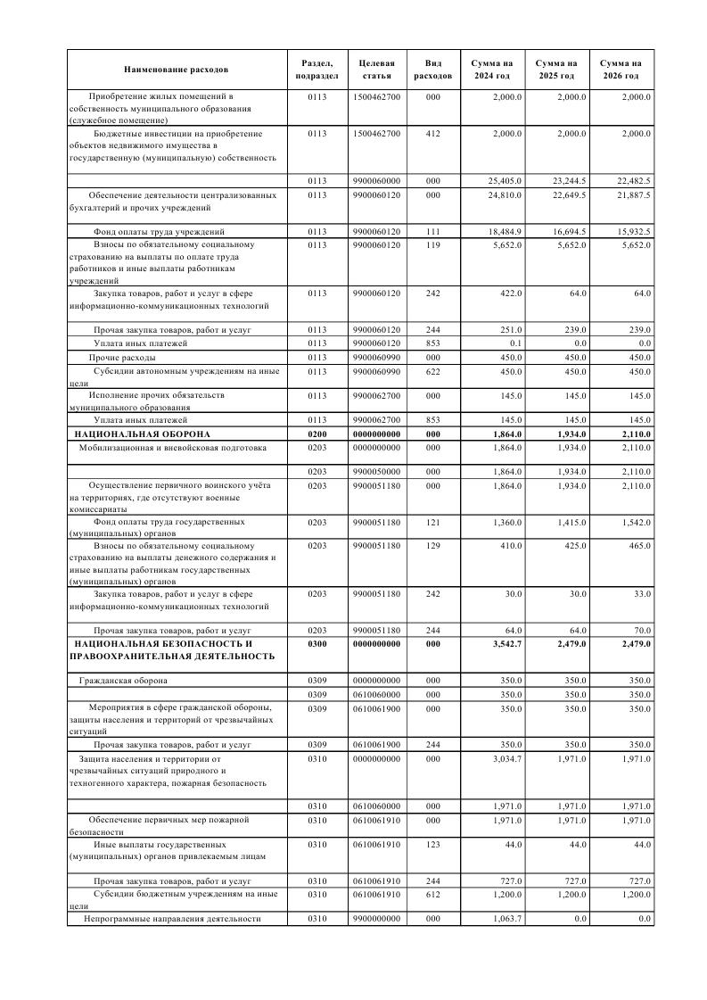 Наименование расходов Раздел, подраздел Целевая статья Вид расходов Сумма на 2024 год Сумма на 2025 год Сумма на 2026 год
Приобретение жилых помещений в 0113 1500462700 000 2,000.0 2,000.0 2,000.0
собственность муниципального образования
(служебное помещение)
Бюджетные инвестиции на приобретение 0113 1500462700 412 2,000.0 2,000.0 2,000.0
объектов недвижимого имущества в
государственную (муниципальную) собственность
0113 9900060000 000 25,405.0 23,244.5 22,482.5
Обеспечение деятельности централизованных 0113 9900060120 000 24,810.0 22,649.5 21,887.5
бухгалтерий и прочих учреждений
Фонд оплаты труда учреждений 0113 9900060120 111 18,484.9 16,694.5 15,932.5
Взносы по обязательному социальному 0113 9900060120 119 5,652.0 5,652.0 5,652.0
страхованию на выплаты по оплате труда
работников и иные выплаты работникам
учреждений
Закупка товаров, работ и услуг в сфере 0113 9900060120 242 422.0 64.0 64.0
информационно-коммуникационных технологий
Прочая закупка товаров, работ и услуг 0113 9900060120 244 251.0 239.0 239.0
Уплата иных платежей 0113 9900060120 853 0.1 0.0 0.0
Прочие расходы 0113 9900060990 000 450.0 450.0 450.0
Субсидии автономным учреждениям на иные 0113 9900060990 622 450.0 450.0 450.0
цели
Исполнение прочих обязательств 0113 9900062700 000 145.0 145.0 145.0
муниципального образования
Уплата иных платежей 0113 9900062700 853 145.0 145.0 145.0
НАЦИОНАЛЬНАЯ ОБОРОНА 0200 0000000000 000 1,864.0 1,934.0 2,110.0
Мобилизационная и вневойсковая подготовка 0203 0000000000 000 1,864.0 1,934.0 2,110.0
0203 9900050000 000 1,864.0 1,934.0 2,110.0
Осуществление первичного воинского учёта 0203 9900051180 000 1,864.0 1,934.0 2,110.0
на территориях, где отсутствуют военные
комиссариаты
Фонд оплаты труда государственных 0203 9900051180 121 1,360.0 1,415.0 1,542.0
(муниципальных) органов
Взносы по обязательному социальному 0203 9900051180 129 410.0 425.0 465.0
страхованию на выплаты денежного содержания и
иные выплаты работникам государственных
(муниципальных) органов
Закупка товаров, работ и услуг в сфере 0203 9900051180 242 30.0 30.0 33.0
информационно-коммуникационных технологий
Прочая закупка товаров, работ и услуг 0203 9900051180 244 64.0 64.0 70.0
НАЦИОНАЛЬНАЯ БЕЗОПАСНОСТЬ И 0300 0000000000 000 3,542.7 2,479.0 2,479.0
ПРАВООХРАНИТЕЛЬНАЯ ДЕЯТЕЛЬНОСТЬ
Гражданская оборона 0309 0000000000 000 350.0 350.0 350.0
0309 0610060000 000 350.0 350.0 350.0
Мероприятия в сфере гражданской обороны, 0309 0610061900 000 350.0 350.0 350.0
защиты населения и территорий от чрезвычайных
ситуаций
Прочая закупка товаров, работ и услуг 0309 0610061900 244 350.0 350.0 350.0
Защита населения и территории от 0310 0000000000 000 3,034.7 1,971.0 1,971.0
чрезвычайных ситуаций природного и
техногенного характера, пожарная безопасность
0310 0610060000 000 1,971.0 1,971.0 1,971.0
Обеспечение первичных мер пожарной 0310 0610061910 000 1,971.0 1,971.0 1,971.0
безопасности
Иные выплаты государственных 0310 0610061910 123 44.0 44.0 44.0
(муниципальных) органов привлекаемым лицам
Прочая закупка товаров, работ и услуг 0310 0610061910 244 727.0 727.0 727.0
Субсидии бюджетным учреждениям на иные 0310 0610061910 612 1,200.0 1,200.0 1,200.0
цели
Непрограммные направления деятельности 0310 9900000000 000 1,063.7 0.0 0.0